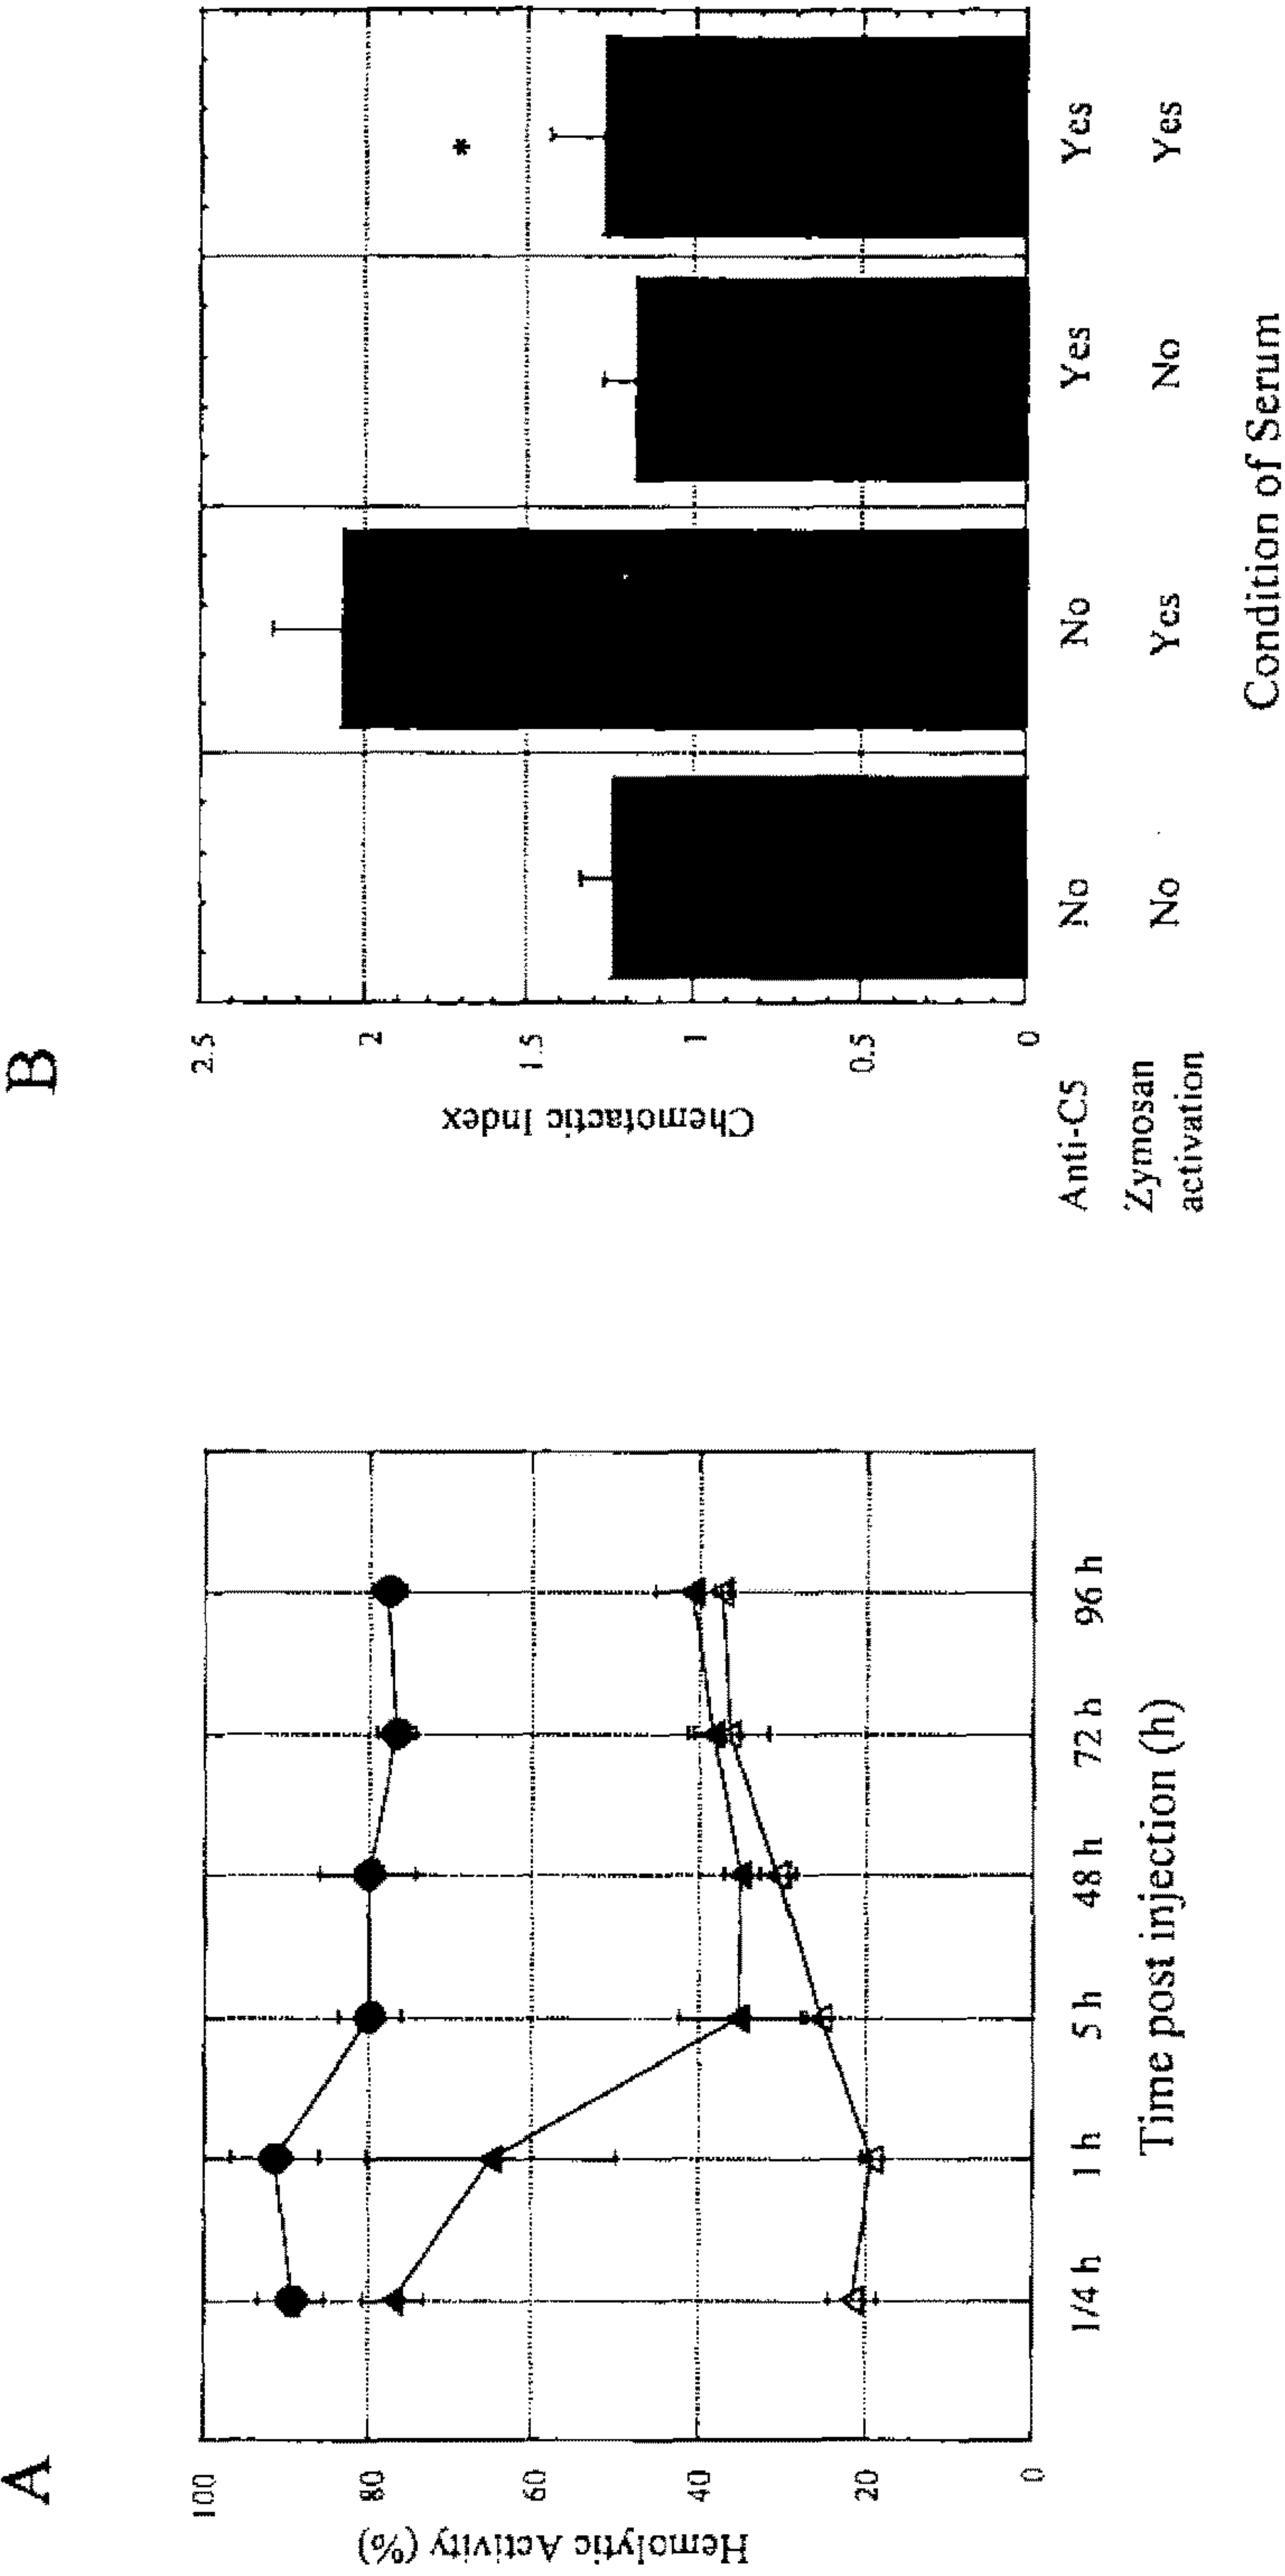 A
Hemolytic Activity (%)
100
80
60
40
20
0
1/4 h 1 h 5 h 48 h 72 h 96 h
Time post injection (h)
B
Chemotactic Index
2.5
2
1.5
1
0.5
0
*
Anti-C5 No No Yes Yes
Zymosan
activation No Yes No Yes
Condition of Serum